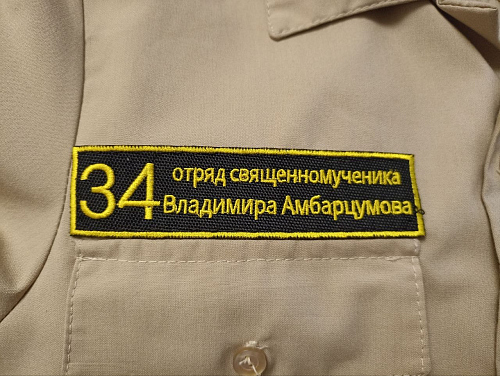 34 отряд священномученика
Владимира Амбарцумова